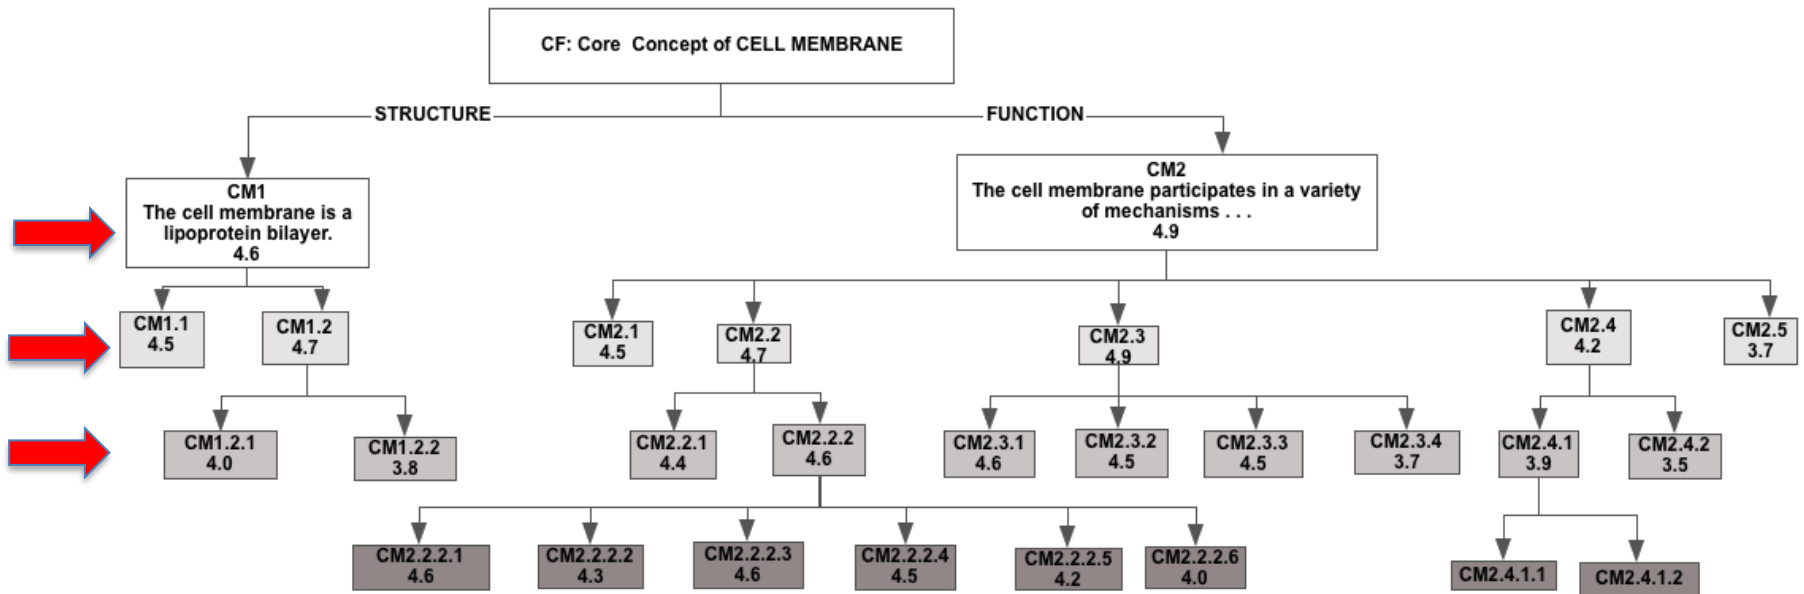 CF: Core Concept of CELL MEMBRANE
STRUCTURE
FUNCTION
CM1
The cell membrane is a
lipoprotein bilayer.
4.6
CM2
The cell membrane participates in a variety
of mechanisms . . .
4.9
CM1.1
4.5
CM1.2
4.7
CM2.1
4.5
CM2.2
4.7
CM2.3
4.9
CM2.4
4.2
CM2.5
3.7
CM1.2.1
4.0
CM1.2.2
3.8
CM2.2.1
4.4
CM2.2.2
4.6
CM2.3.1
4.6
CM2.3.2
4.5
CM2.3.3
4.5
CM2.3.4
3.7
CM2.4.1
3.9
CM2.4.2
3.5
CM2.2.2.1
4.6
CM2.2.2.2
4.3
CM2.2.2.3
4.6
CM2.2.2.4
4.5
CM2.2.2.5
4.2
CM2.2.2.6
4.0
CM2.4.1.1
CM2.4.1.2